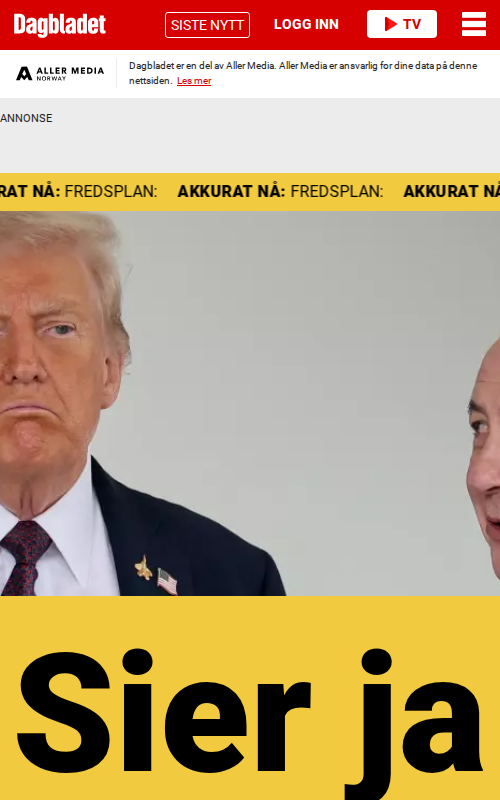 Dagbladet SISTE NYTT LOGG INN TV
ALLER MEDIA
NORWAY
Dagbladet er en del av Aller Media. Aller Media er ansvarlig for dine data på denne
nettsiden. Les mer
ANNONSE
RAT NÅ: FREDSPLAN: AKKURAT NÅ: FREDSPLAN: AKKURAT NÅ
Sier ja